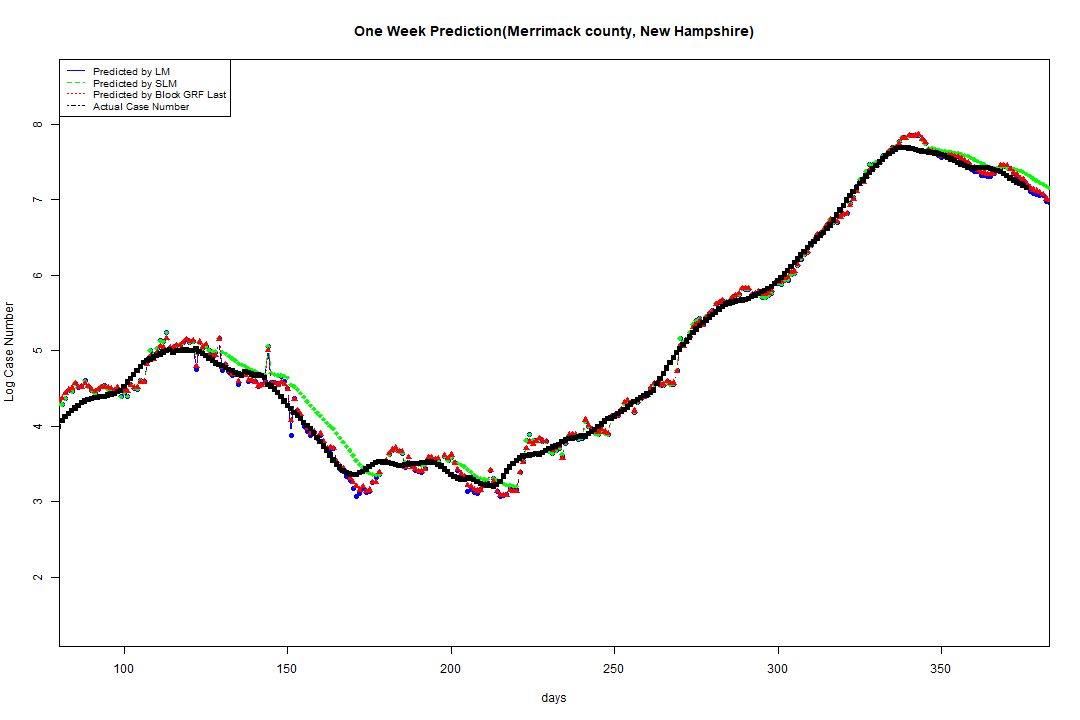 One Week Prediction(Merrimack county, New Hampshire)
Predicted by LM
Predicted by SLM
Predicted by Block GRF Last
Actual Case Number
8
7
6
5
4
3
2
Log Case Number
100 150 200 250 300 350
days